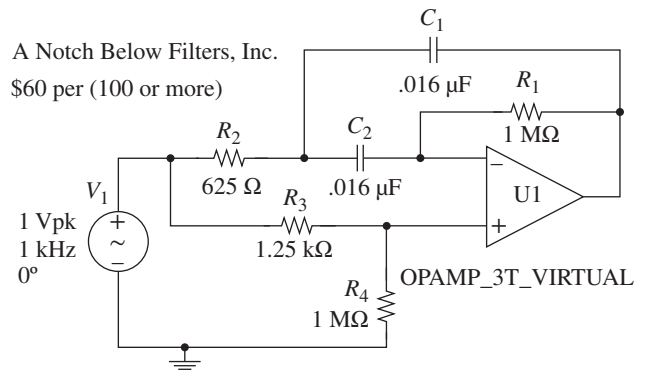 C1
A Notch Below Filters, Inc.
.016 µF
R1
$60 per (100 or more)
1 MΩ
R2
C2
625 Ω
.016 µF
−
U1
+
V1
R3
1 Vpk
+
1 kHz
~
1.25 kΩ
0º
−
OPAMP_3T_VIRTUAL
R4
1 MΩ